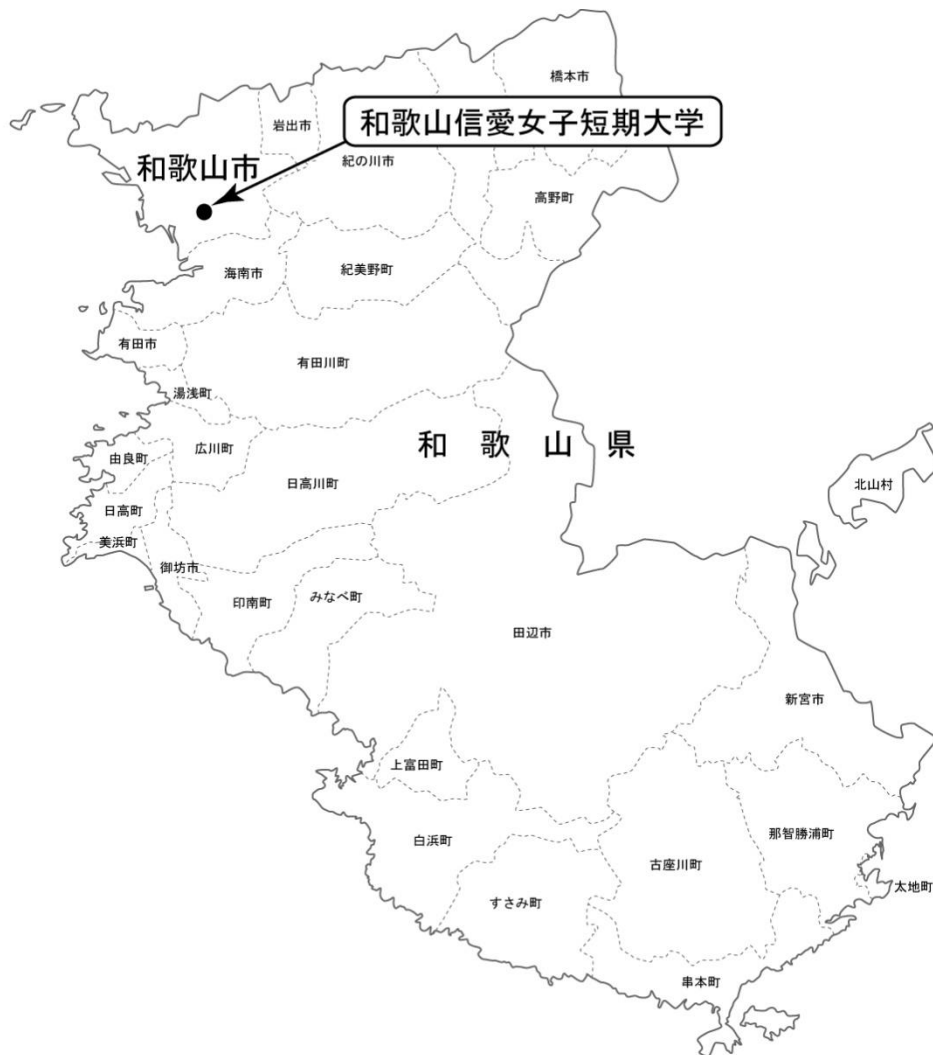 橋本市
岩出市
和歌山信愛女子短期大学
和歌山市
紀の川市
高野町
海南市
紀美野町
有田市
有田川町
湯浅町
広川町
和歌山県
由良町
日高川町
北山村
日高町
美浜町
御坊市
印南町
みなべ町
田辺市
新宮市
上富田町
白浜町
那智勝浦町
古座川町
太地町
すさみ町
串本町